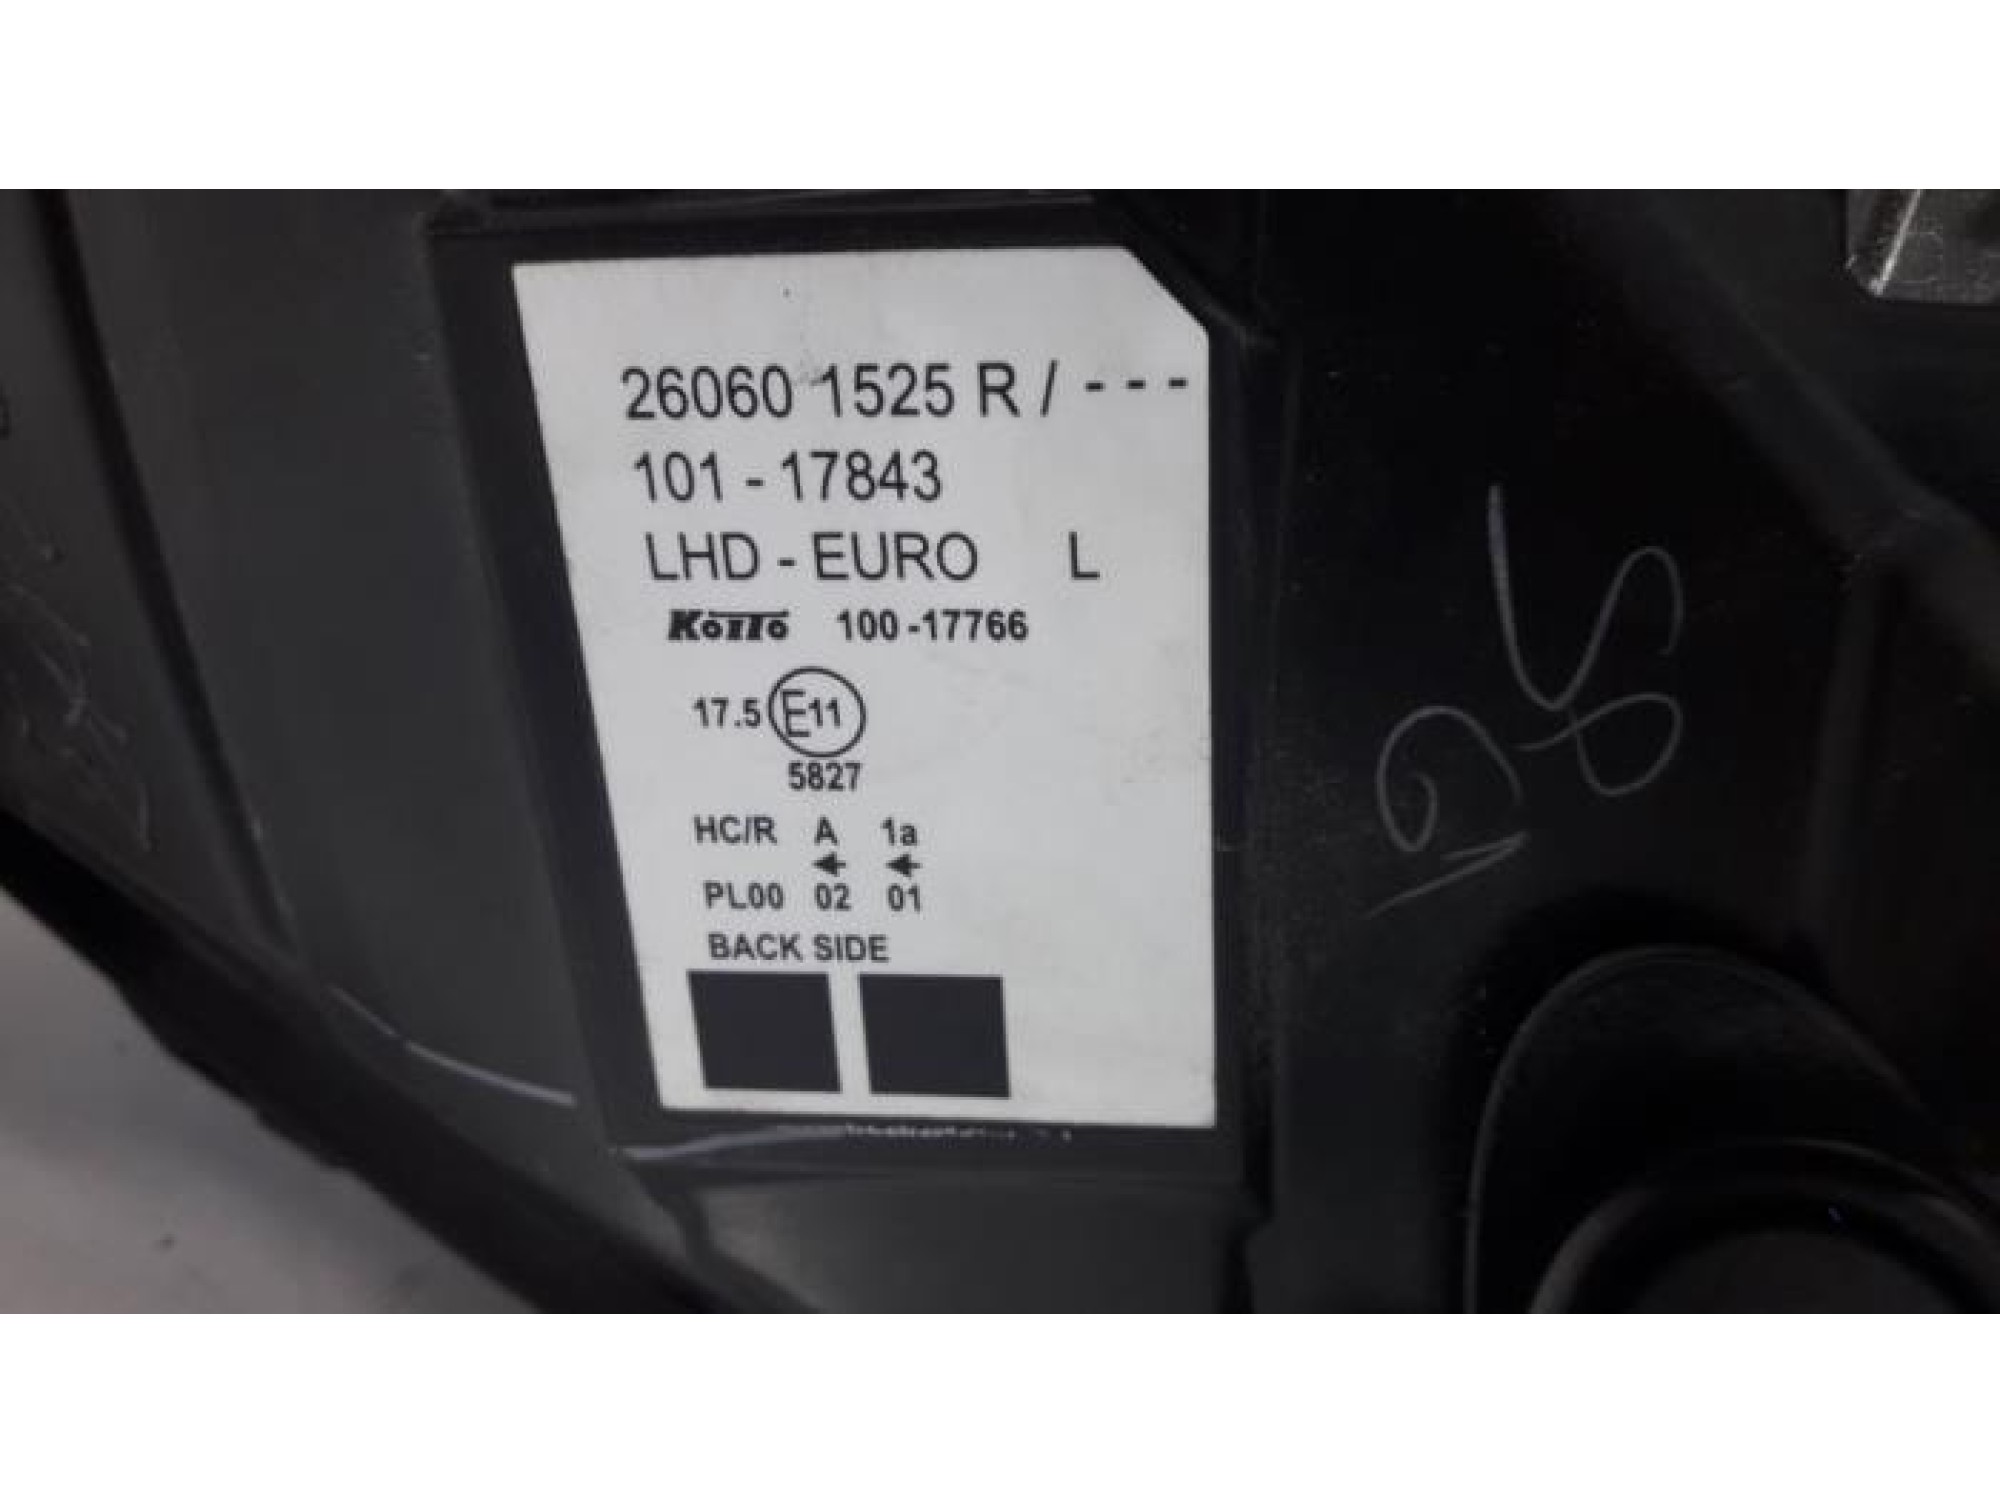 26060 1525 R / - - -
101 - 17843
LHD - EURO L
KOITO 100 -17766
17.5 E11
5827
HC/R A 1a
← ←
PL00 02 01
BACK SIDE